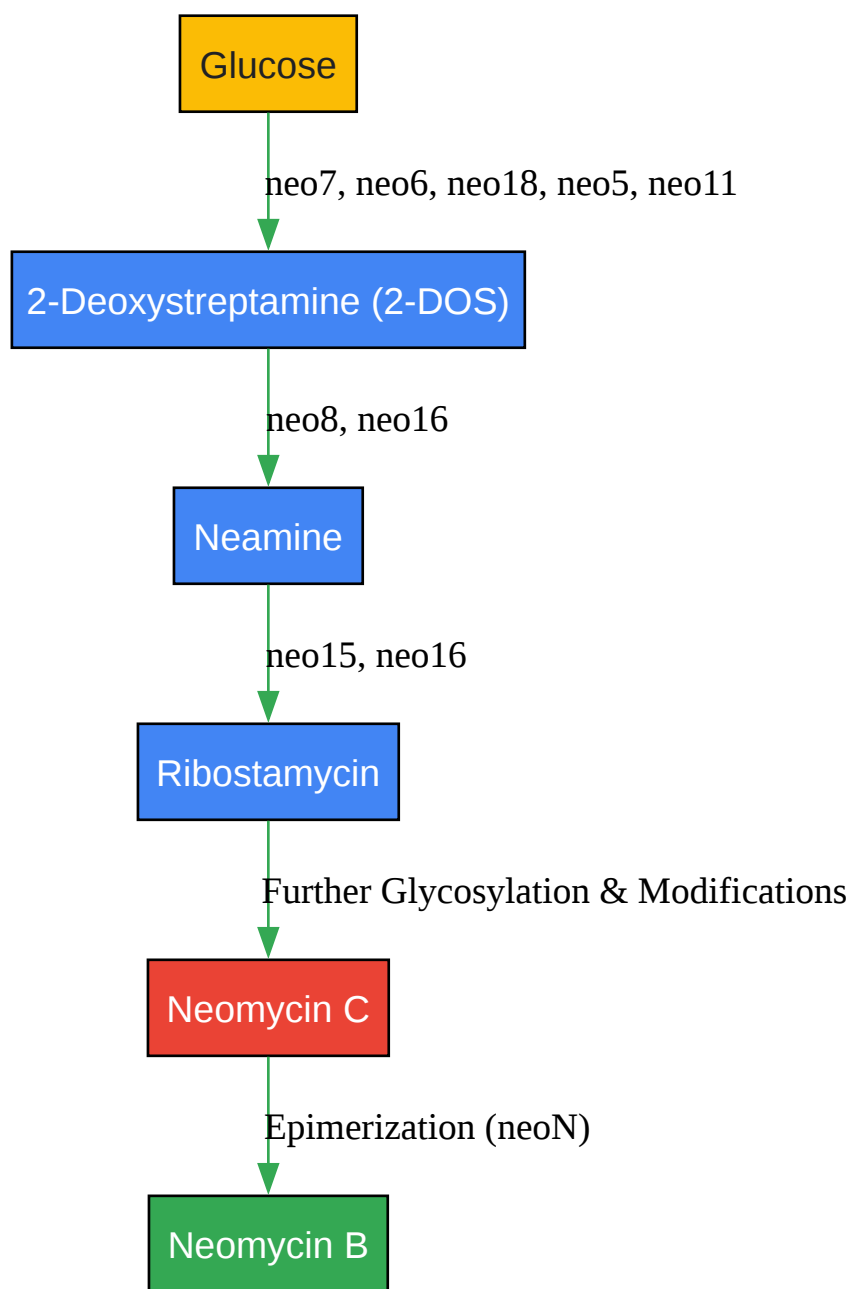 Glucose
neo7, neo6, neo18, neo5, neo11
2-Deoxystreptamine (2-DOS)
neo8, neo16
Neamine
neo15, neo16
Ribostamycin
Further Glycosylation & Modifications
Neomycin C
Epimerization (neoN)
Neomycin B